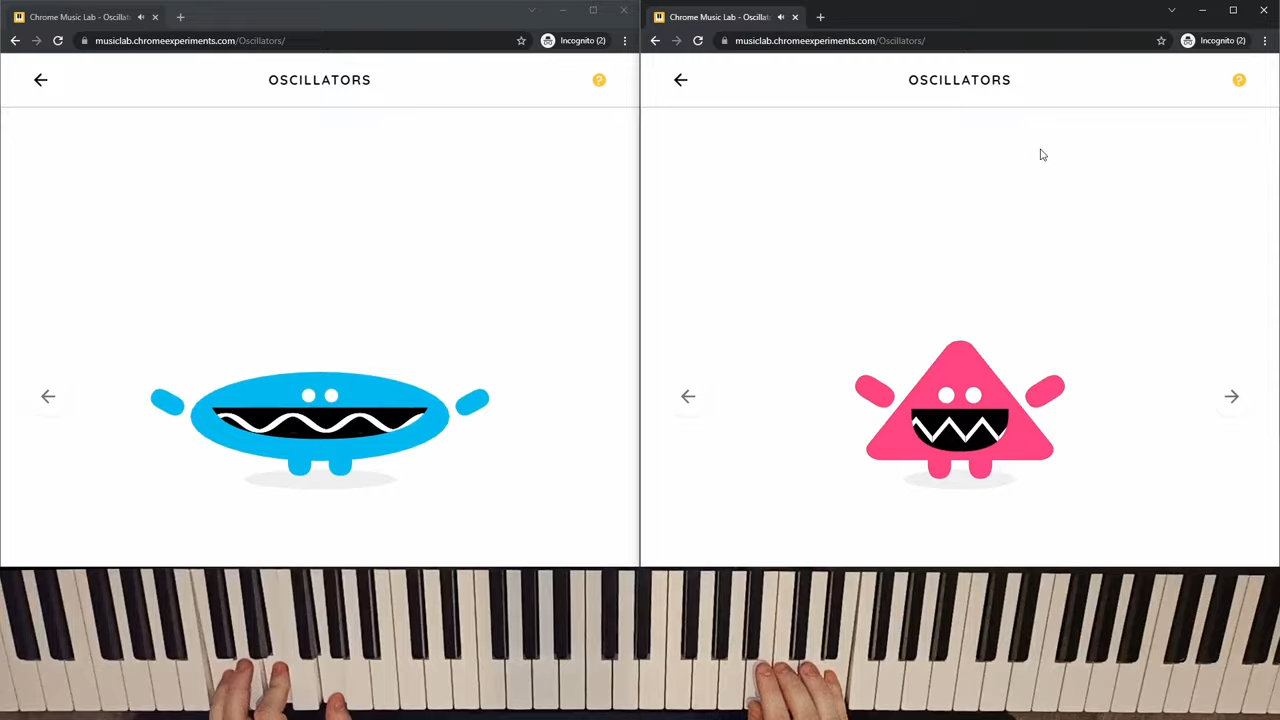 Chrome Music Lab - Oscillat
musiclab.chromeexperiments.com/Oscillators/
Incognito (2)
OSCILLATORS
?
Chrome Music Lab - Oscillat
musiclab.chromeexperiments.com/Oscillators/
Incognito (2)
OSCILLATORS
?